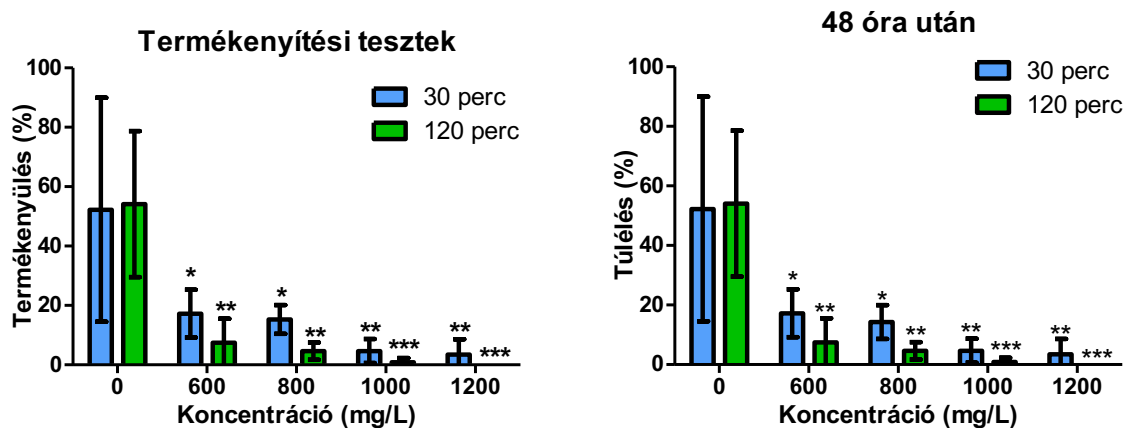 Termékenyítési tesztek
Termékenyülés (%)
100
80
60
40
20
0
30 perc
120 perc
* ** * ** ** *** ** ***
0 600 800 1000 1200
Koncentráció (mg/L)
48 óra után
Túlélés (%)
100
80
60
40
20
0
30 perc
120 perc
* ** * ** ** *** ** ***
0 600 800 1000 1200
Koncentráció (mg/L)